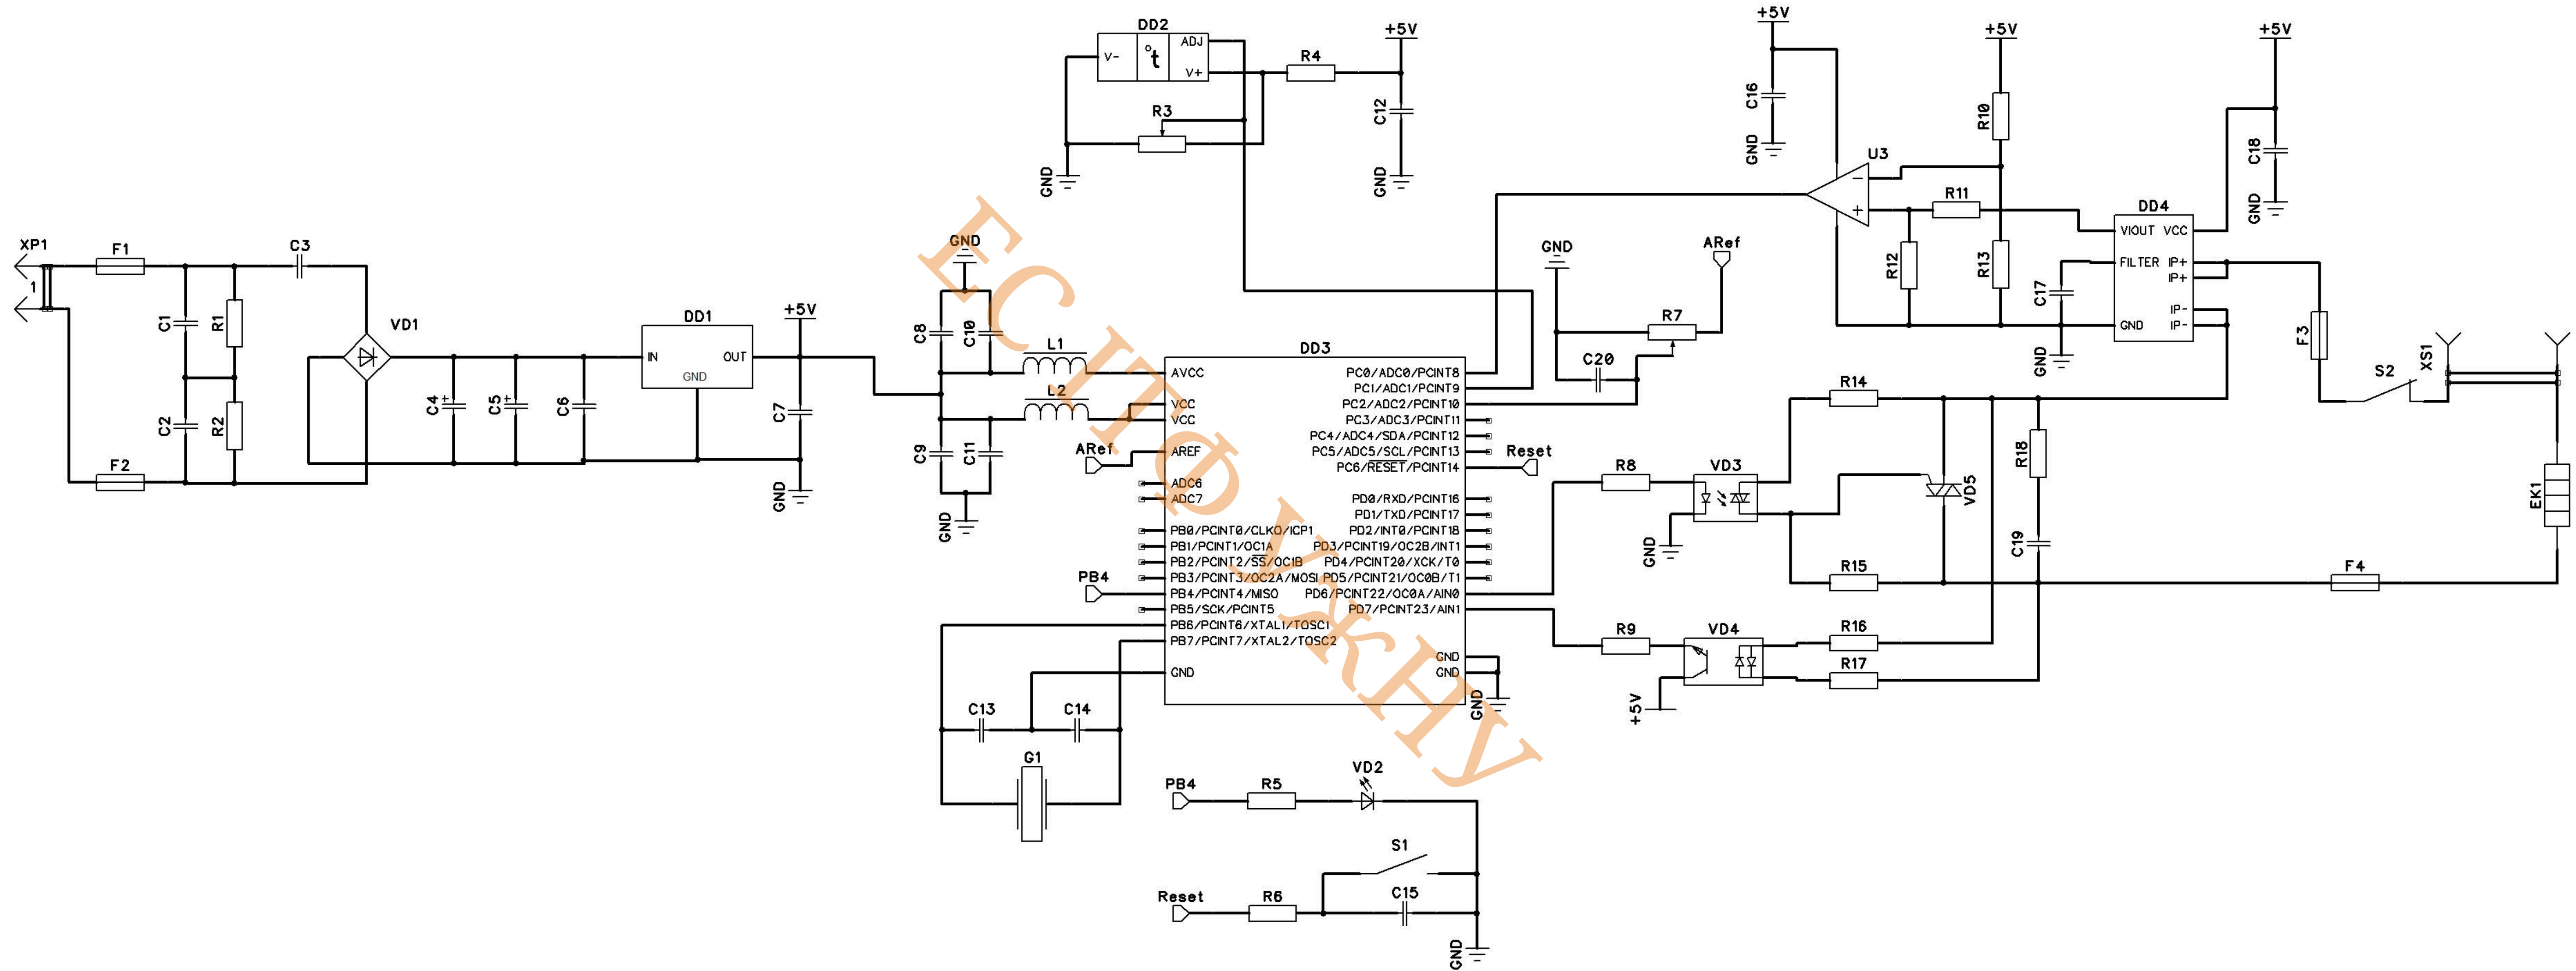 XP1
1
F1
F2
C1
C2
R1
R2
C3
VD1
C4
+
C5
+
C6
DD1
IN
OUT
GND
+5V
C7
GND
DD2
V-
°t
ADJ
V+
R3
GND
R4
+5V
C12
GND
GND
C8
C10
L1
L2
C9
C11
GND
ARef
PB4
DD3
AVCC
VCC
VCC
AREF
ADC6
ADC7
PB0/PCINT0/CLKO/ICP1
PB1/PCINT1/OC1A
PB2/PCINT2/SS/OC1B
PB3/PCINT3/OC2A/MOSI
PB4/PCINT4/MISO
PB5/SCK/PCINT5
PB6/PCINT6/XTAL1/TOSC1
PB7/PCINT7/XTAL2/TOSC2
GND
PC0/ADC0/PCINT8
PC1/ADC1/PCINT9
PC2/ADC2/PCINT10
PC3/ADC3/PCINT11
PC4/ADC4/SDA/PCINT12
PC5/ADC5/SCL/PCINT13
PC6/RESET/PCINT14
PD0/RXD/PCINT16
PD1/TXD/PCINT17
PD2/INT0/PCINT18
PD3/PCINT19/OC2B/INT1
PD4/PCINT20/XCK/T0
PD5/PCINT21/OC0B/T1
PD6/PCINT22/OC0A/AIN0
PD7/PCINT23/AIN1
GND
GND
GND
Reset
C13
C14
G1
PB4
R5
VD2
S1
Reset
R6
C15
GND
GND
ARef
R7
C20
+5V
C16
GND
U3
−
+
+5V
R10
R11
R12
R13
+5V
C18
GND
DD4
VIOUT VCC
FILTER IP+
IP+
IP-
GND IP-
C17
GND
F3
S2
XS1
EK1
F4
R8
VD3
GND
R14
R15
VD5
R18
C19
R9
VD4
+5V
R16
R17
ЕС ІТФ УжНУ